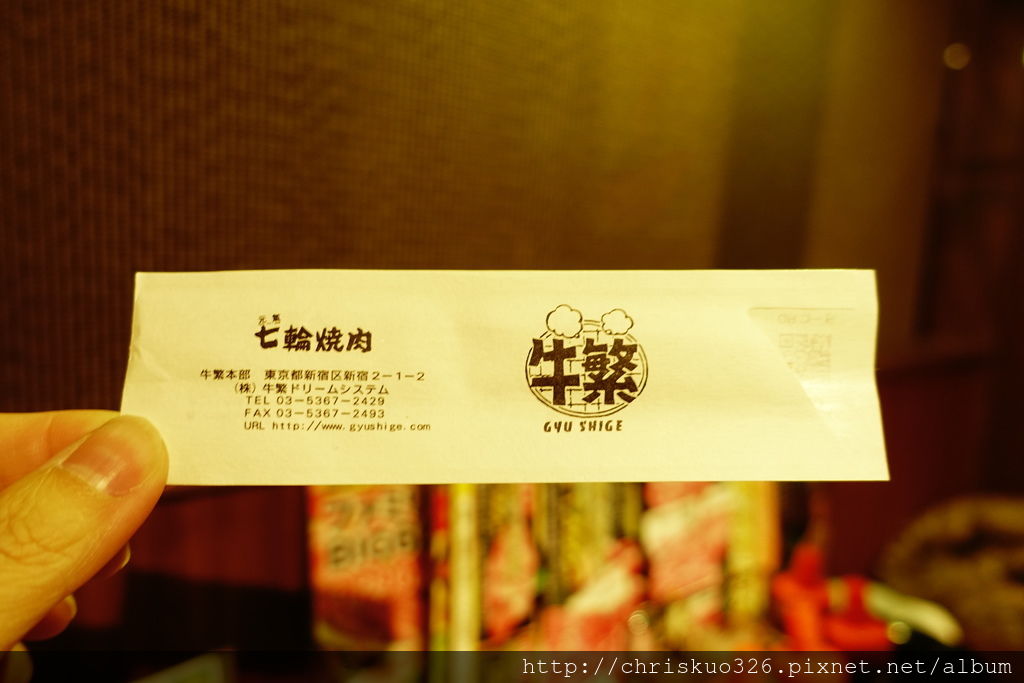 元祖
七輪焼肉
牛繁本部 東京都新宿区新宿2-1-2
(株)牛繁ドリームシステム
TEL 03-5367-2429
FAX 03-5367-2493
URL http://www.gyushige.com
牛繁
GYU SHIGE
http://chriskuo326.pixnet.net/album